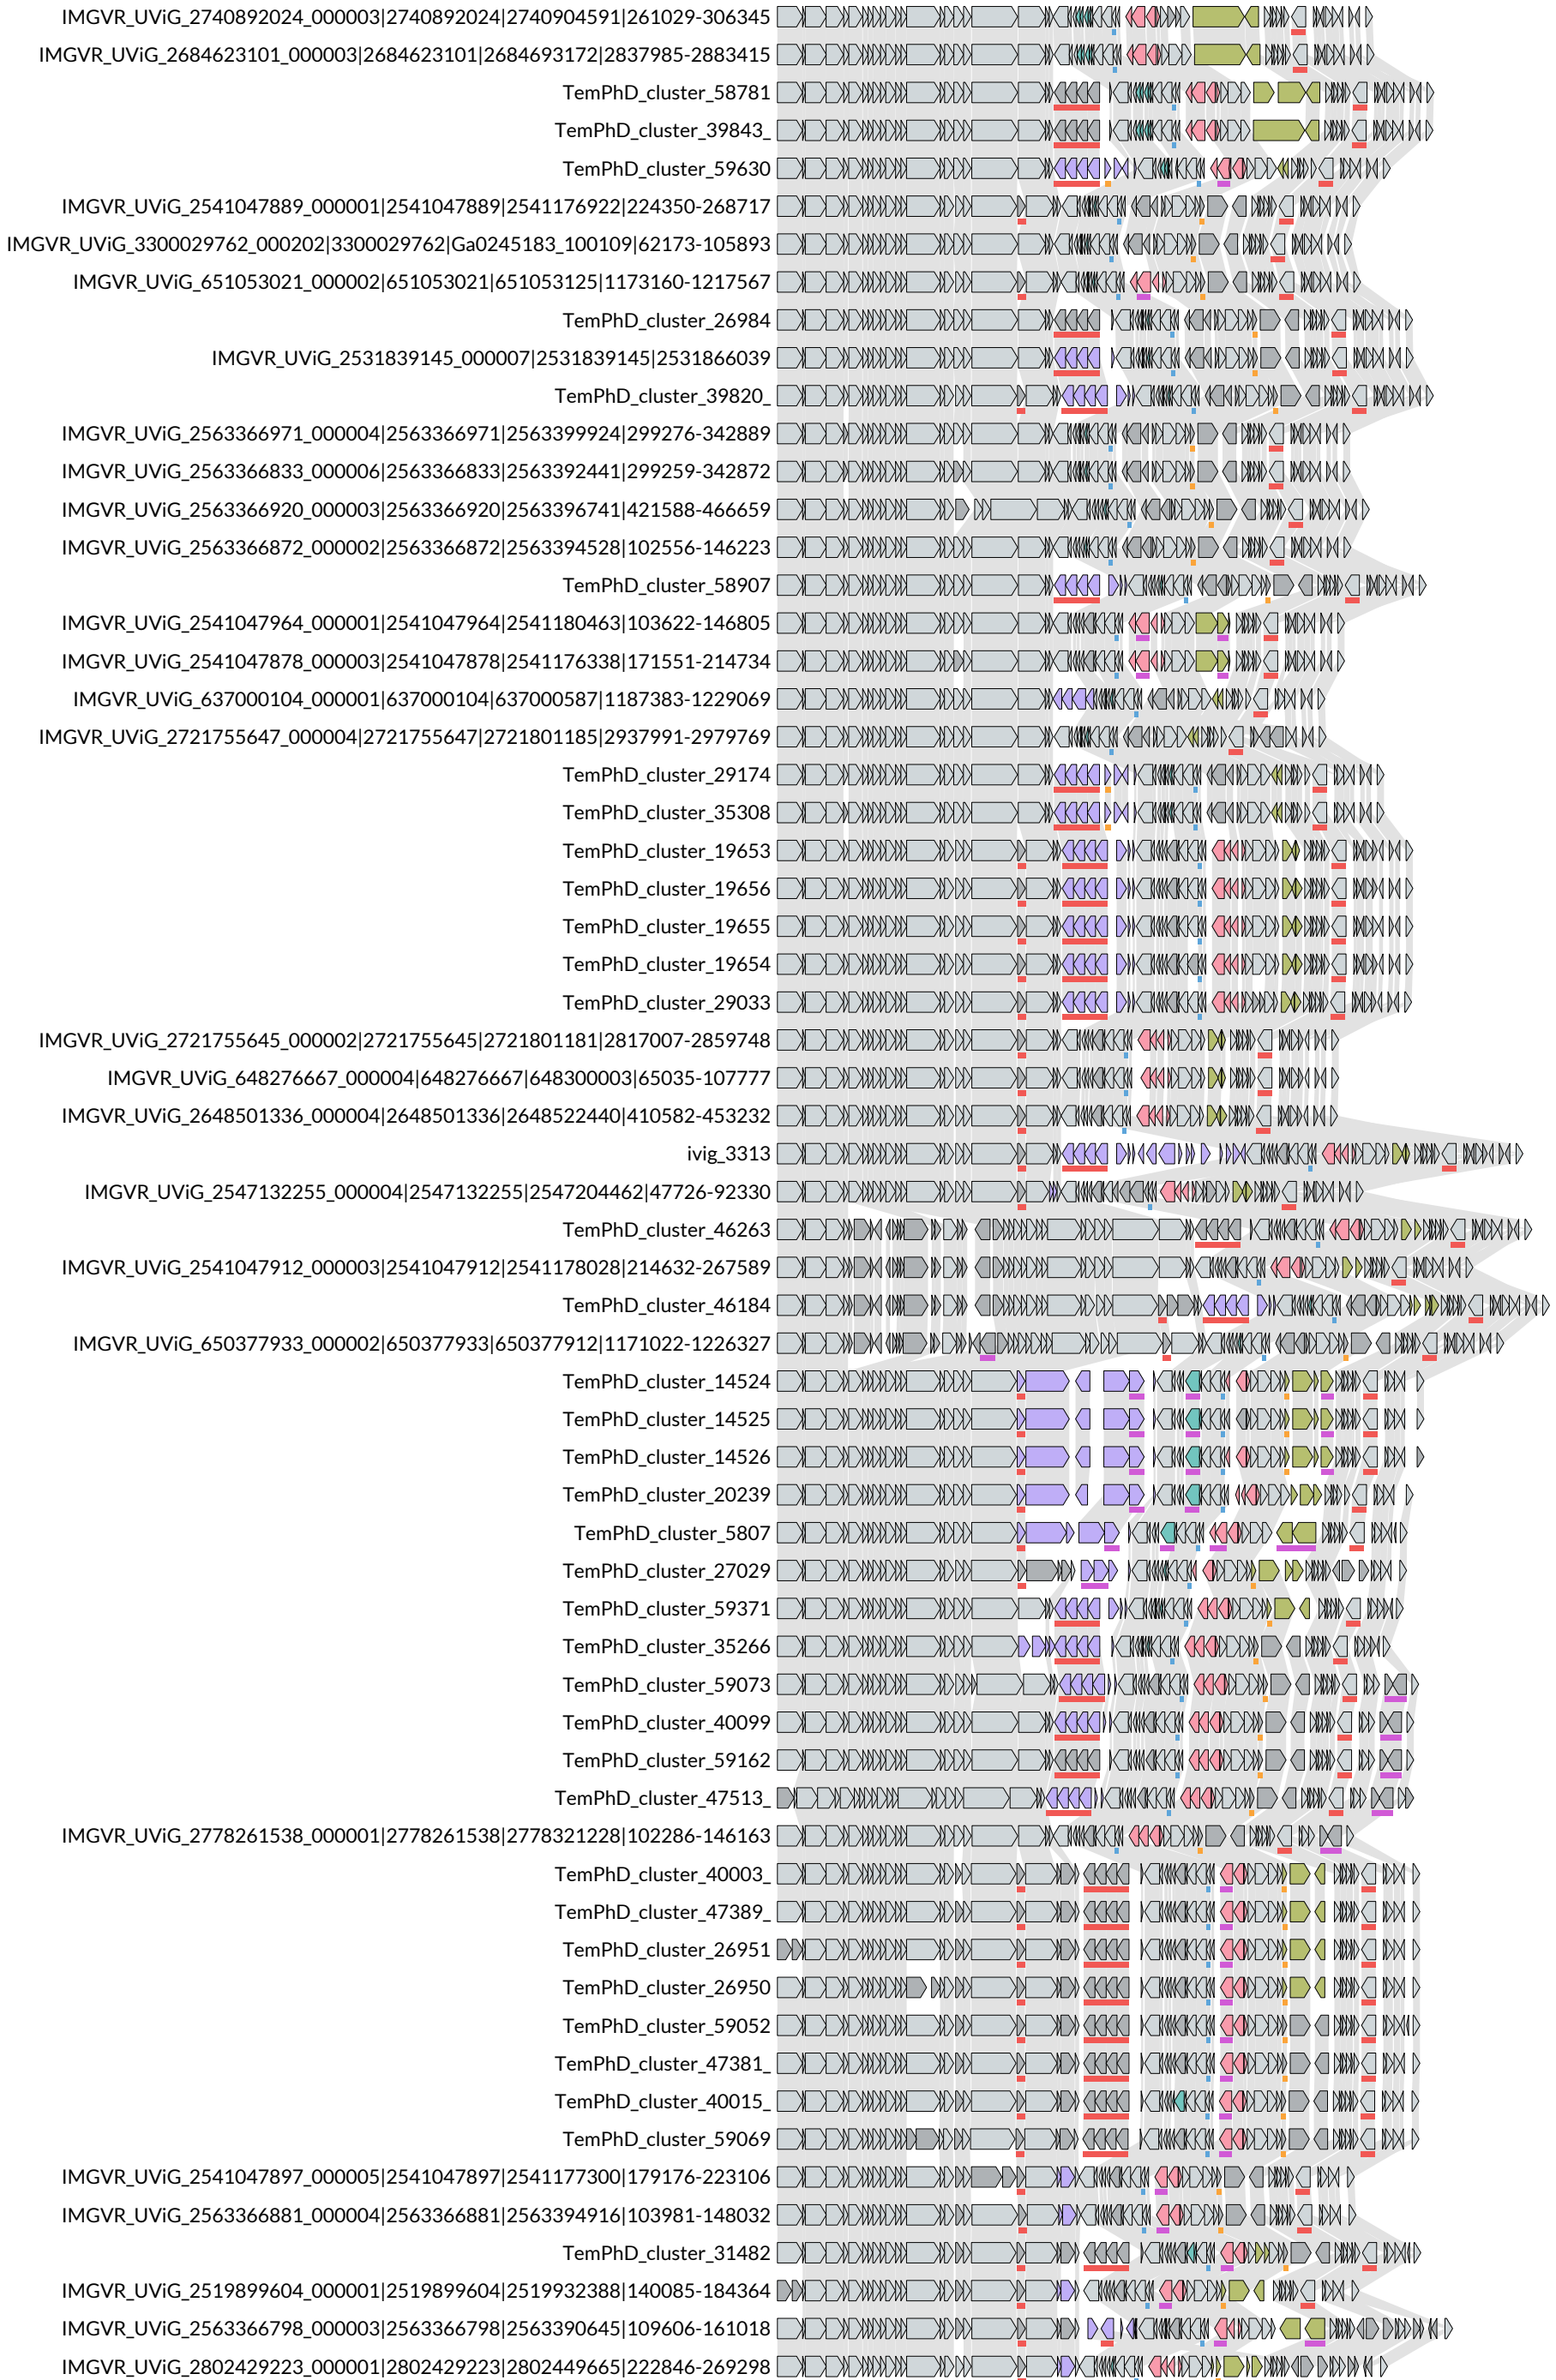 IMGVR_UViG_2740892024_000003|2740892024|2740904591|261029-306345
IMGVR_UViG_2684623101_000003|2684623101|2684693172|2837985-2883415
TemPhD_cluster_58781
TemPhD_cluster_39843_
TemPhD_cluster_59630
IMGVR_UViG_2541047889_000001|2541047889|2541176922|224350-268717
IMGVR_UViG_3300029762_000202|3300029762|Ga0245183_100109|62173-105893
IMGVR_UViG_651053021_000002|651053021|651053125|1173160-1217567
TemPhD_cluster_26984
IMGVR_UViG_2531839145_000007|2531839145|2531866039
TemPhD_cluster_39820_
IMGVR_UViG_2563366971_000004|2563366971|2563399924|299276-342889
IMGVR_UViG_2563366833_000006|2563366833|2563392441|299259-342872
IMGVR_UViG_2563366920_000003|2563366920|2563396741|421588-466659
IMGVR_UViG_2563366872_000002|2563366872|2563394528|102556-146223
TemPhD_cluster_58907
IMGVR_UViG_2541047964_000001|2541047964|2541180463|103622-146805
IMGVR_UViG_2541047878_000003|2541047878|2541176338|171551-214734
IMGVR_UViG_637000104_000001|637000104|637000587|1187383-1229069
IMGVR_UViG_2721755647_000004|2721755647|2721801185|2937991-2979769
TemPhD_cluster_29174
TemPhD_cluster_35308
TemPhD_cluster_19653
TemPhD_cluster_19656
TemPhD_cluster_19655
TemPhD_cluster_19654
TemPhD_cluster_29033
IMGVR_UViG_2721755645_000002|2721755645|2721801181|2817007-2859748
IMGVR_UViG_648276667_000004|648276667|648300003|65035-107777
IMGVR_UViG_2648501336_000004|2648501336|2648522440|410582-453232
ivig_3313
IMGVR_UViG_2547132255_000004|2547132255|2547204462|47726-92330
TemPhD_cluster_46263
IMGVR_UViG_2541047912_000003|2541047912|2541178028|214632-267589
TemPhD_cluster_46184
IMGVR_UViG_650377933_000002|650377933|650377912|1171022-1226327
TemPhD_cluster_14524
TemPhD_cluster_14525
TemPhD_cluster_14526
TemPhD_cluster_20239
TemPhD_cluster_5807
TemPhD_cluster_27029
TemPhD_cluster_59371
TemPhD_cluster_35266
TemPhD_cluster_59073
TemPhD_cluster_40099
TemPhD_cluster_59162
TemPhD_cluster_47513_
IMGVR_UViG_2778261538_000001|2778261538|2778321228|102286-146163
TemPhD_cluster_40003_
TemPhD_cluster_47389_
TemPhD_cluster_26951
TemPhD_cluster_26950
TemPhD_cluster_59052
TemPhD_cluster_47381_
TemPhD_cluster_40015_
TemPhD_cluster_59069
IMGVR_UViG_2541047897_000005|2541047897|2541177300|179176-223106
IMGVR_UViG_2563366881_000004|2563366881|2563394916|103981-148032
TemPhD_cluster_31482
IMGVR_UViG_2519899604_000001|2519899604|2519932388|140085-184364
IMGVR_UViG_2563366798_000003|2563366798|2563390645|109606-161018
IMGVR_UViG_2802429223_000001|2802429223|2802449665|222846-269298